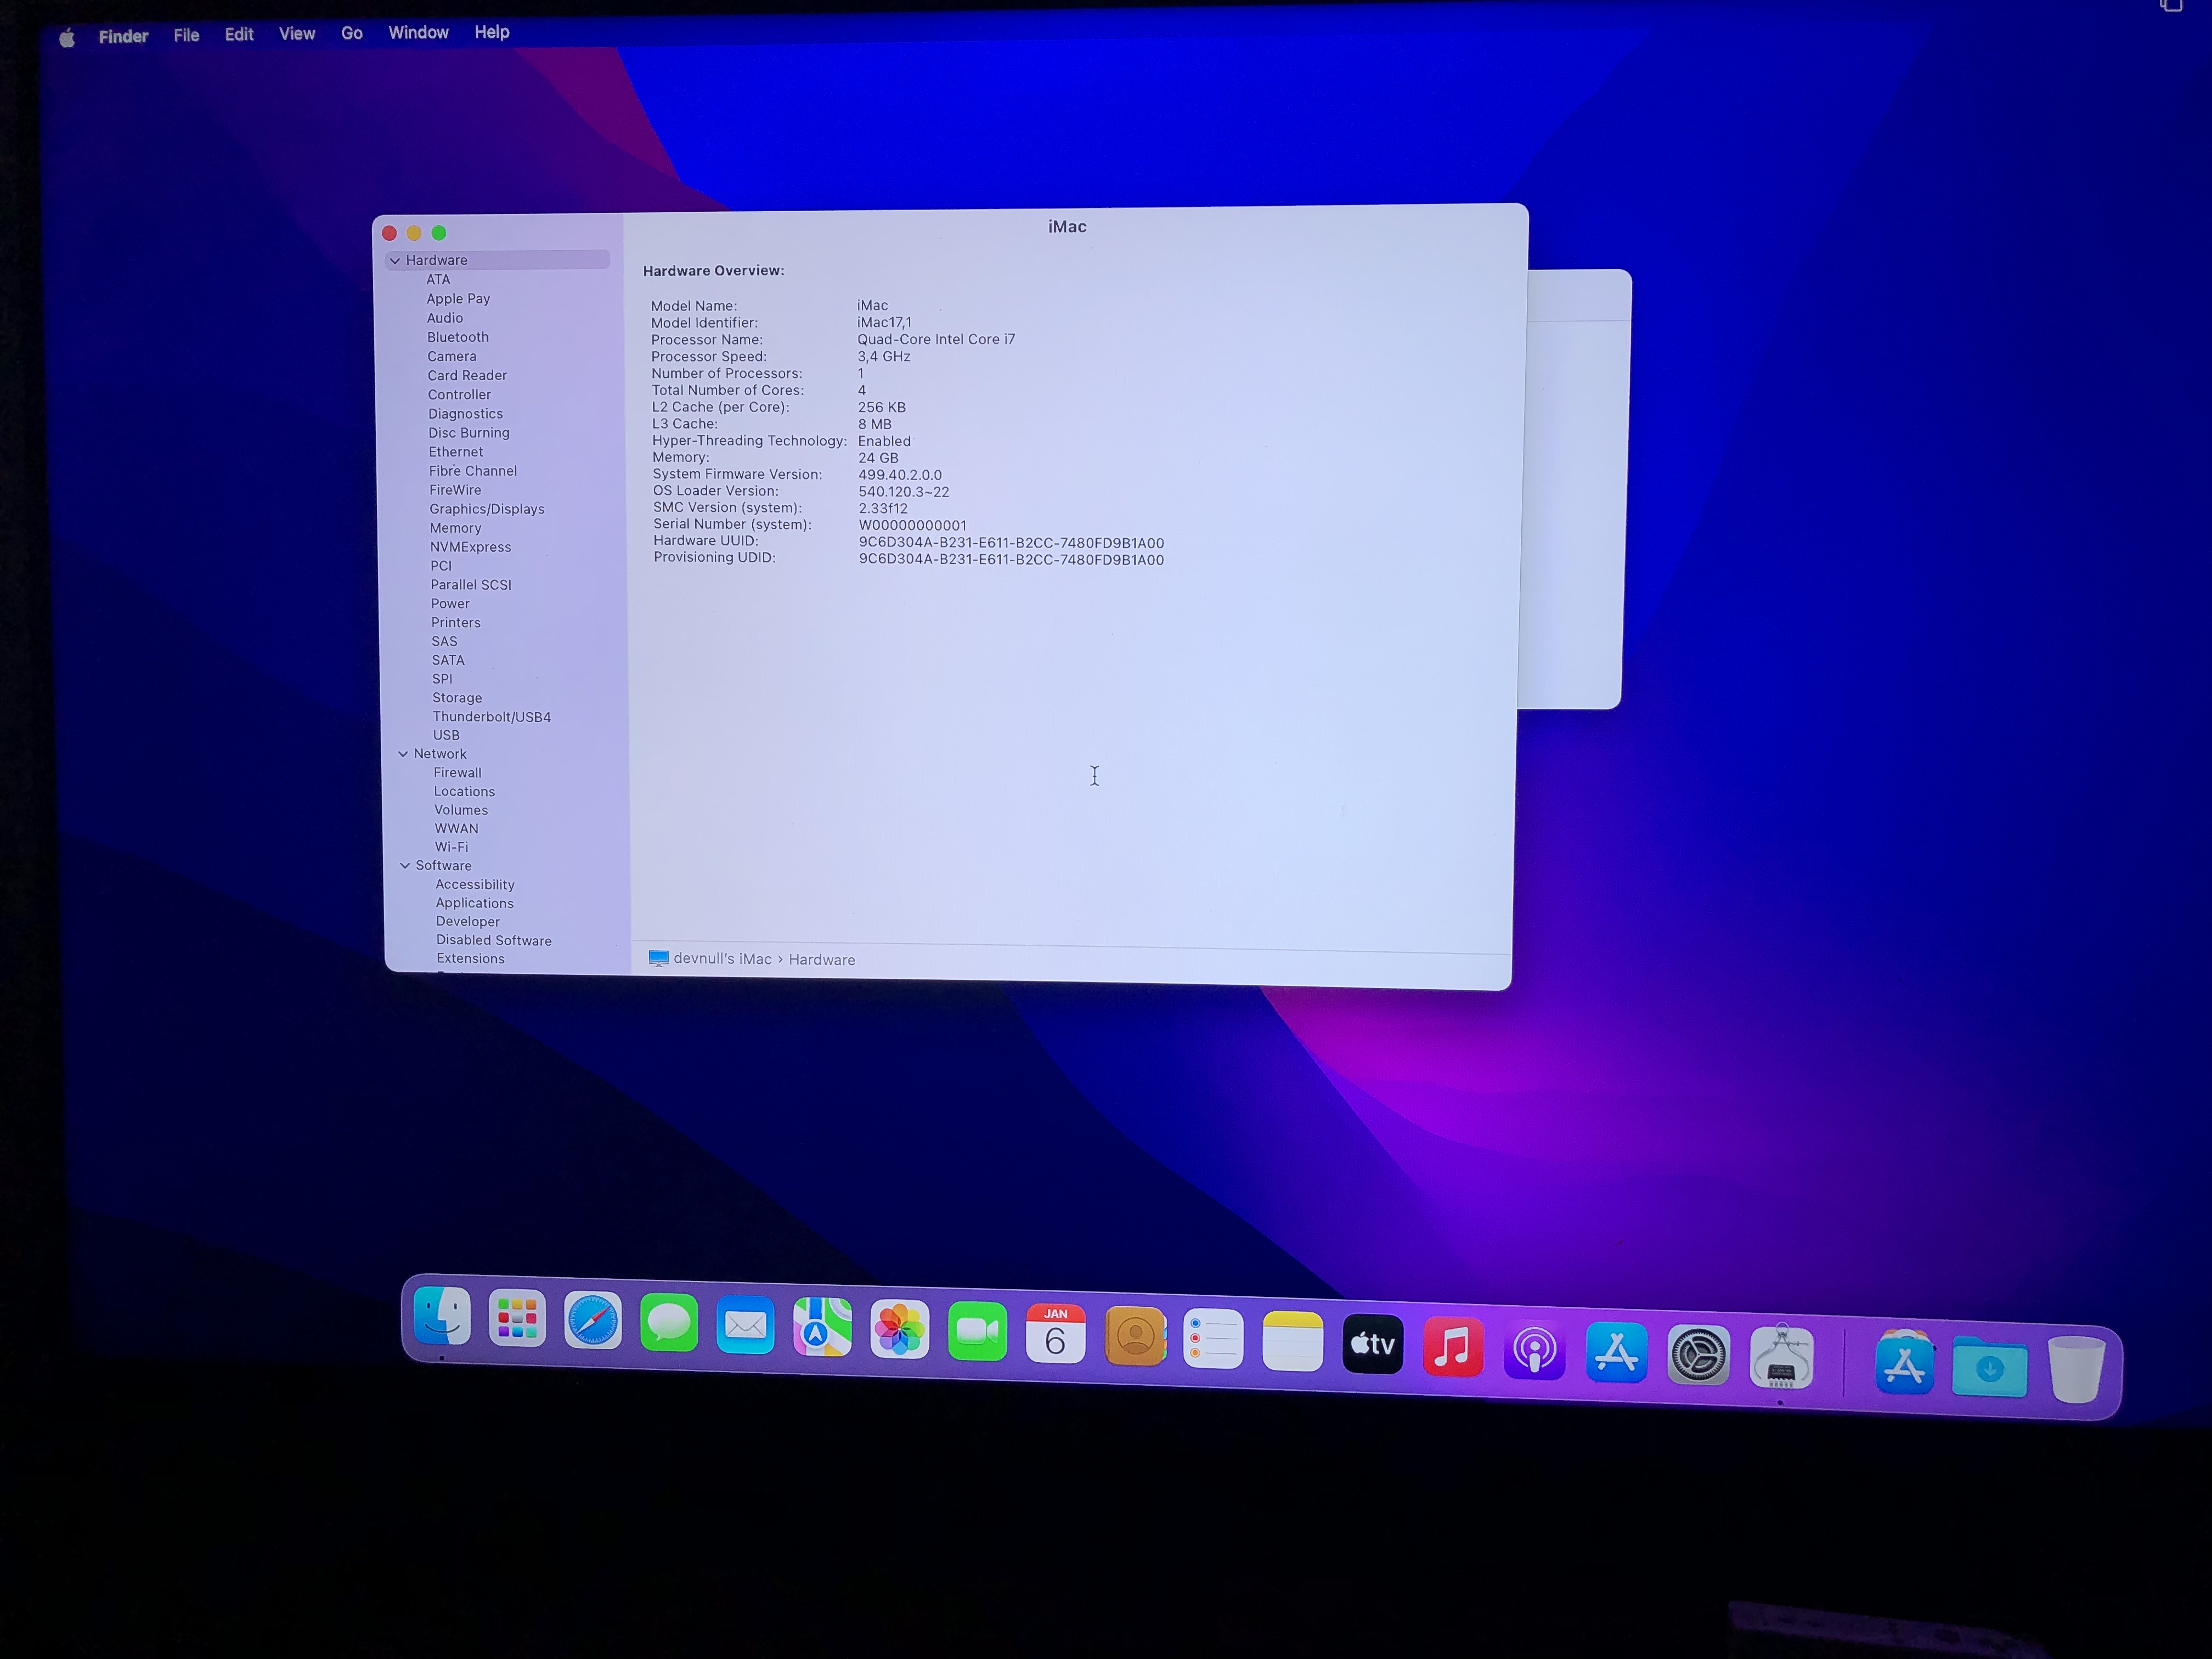 Finder File Edit View Go Window Help
iMac
Hardware
ATA
Apple Pay
Audio
Bluetooth
Camera
Card Reader
Controller
Diagnostics
Disc Burning
Ethernet
Fibre Channel
FireWire
Graphics/Displays
Memory
NVMExpress
PCI
Parallel SCSI
Power
Printers
SAS
SATA
SPI
Storage
Thunderbolt/USB4
USB
Network
Firewall
Locations
Volumes
WWAN
Wi-Fi
Software
Accessibility
Applications
Developer
Disabled Software
Extensions
Hardware Overview:
Model Name: iMac
Model Identifier: iMac17,1
Processor Name: Quad-Core Intel Core i7
Processor Speed: 3,4 GHz
Number of Processors: 1
Total Number of Cores: 4
L2 Cache (per Core): 256 KB
L3 Cache: 8 MB
Hyper-Threading Technology: Enabled
Memory: 24 GB
System Firmware Version: 499.40.2.0.0
OS Loader Version: 540.120.3~22
SMC Version (system): 2.33f12
Serial Number (system): W00000000001
Hardware UUID: 9C6D304A-B231-E611-B2CC-7480FD9B1A00
Provisioning UDID: 9C6D304A-B231-E611-B2CC-7480FD9B1A00
devnull's iMac › Hardware
JAN
6
tv